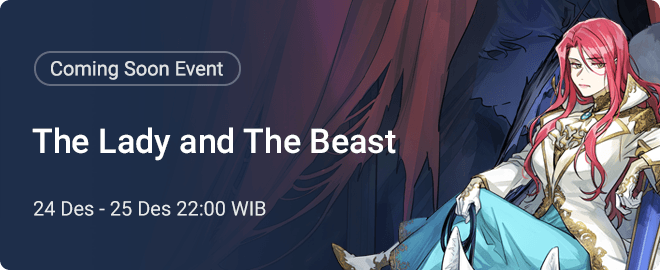 Coming Soon Event
The Lady and The Beast
24 Des - 25 Des 22:00 WIB